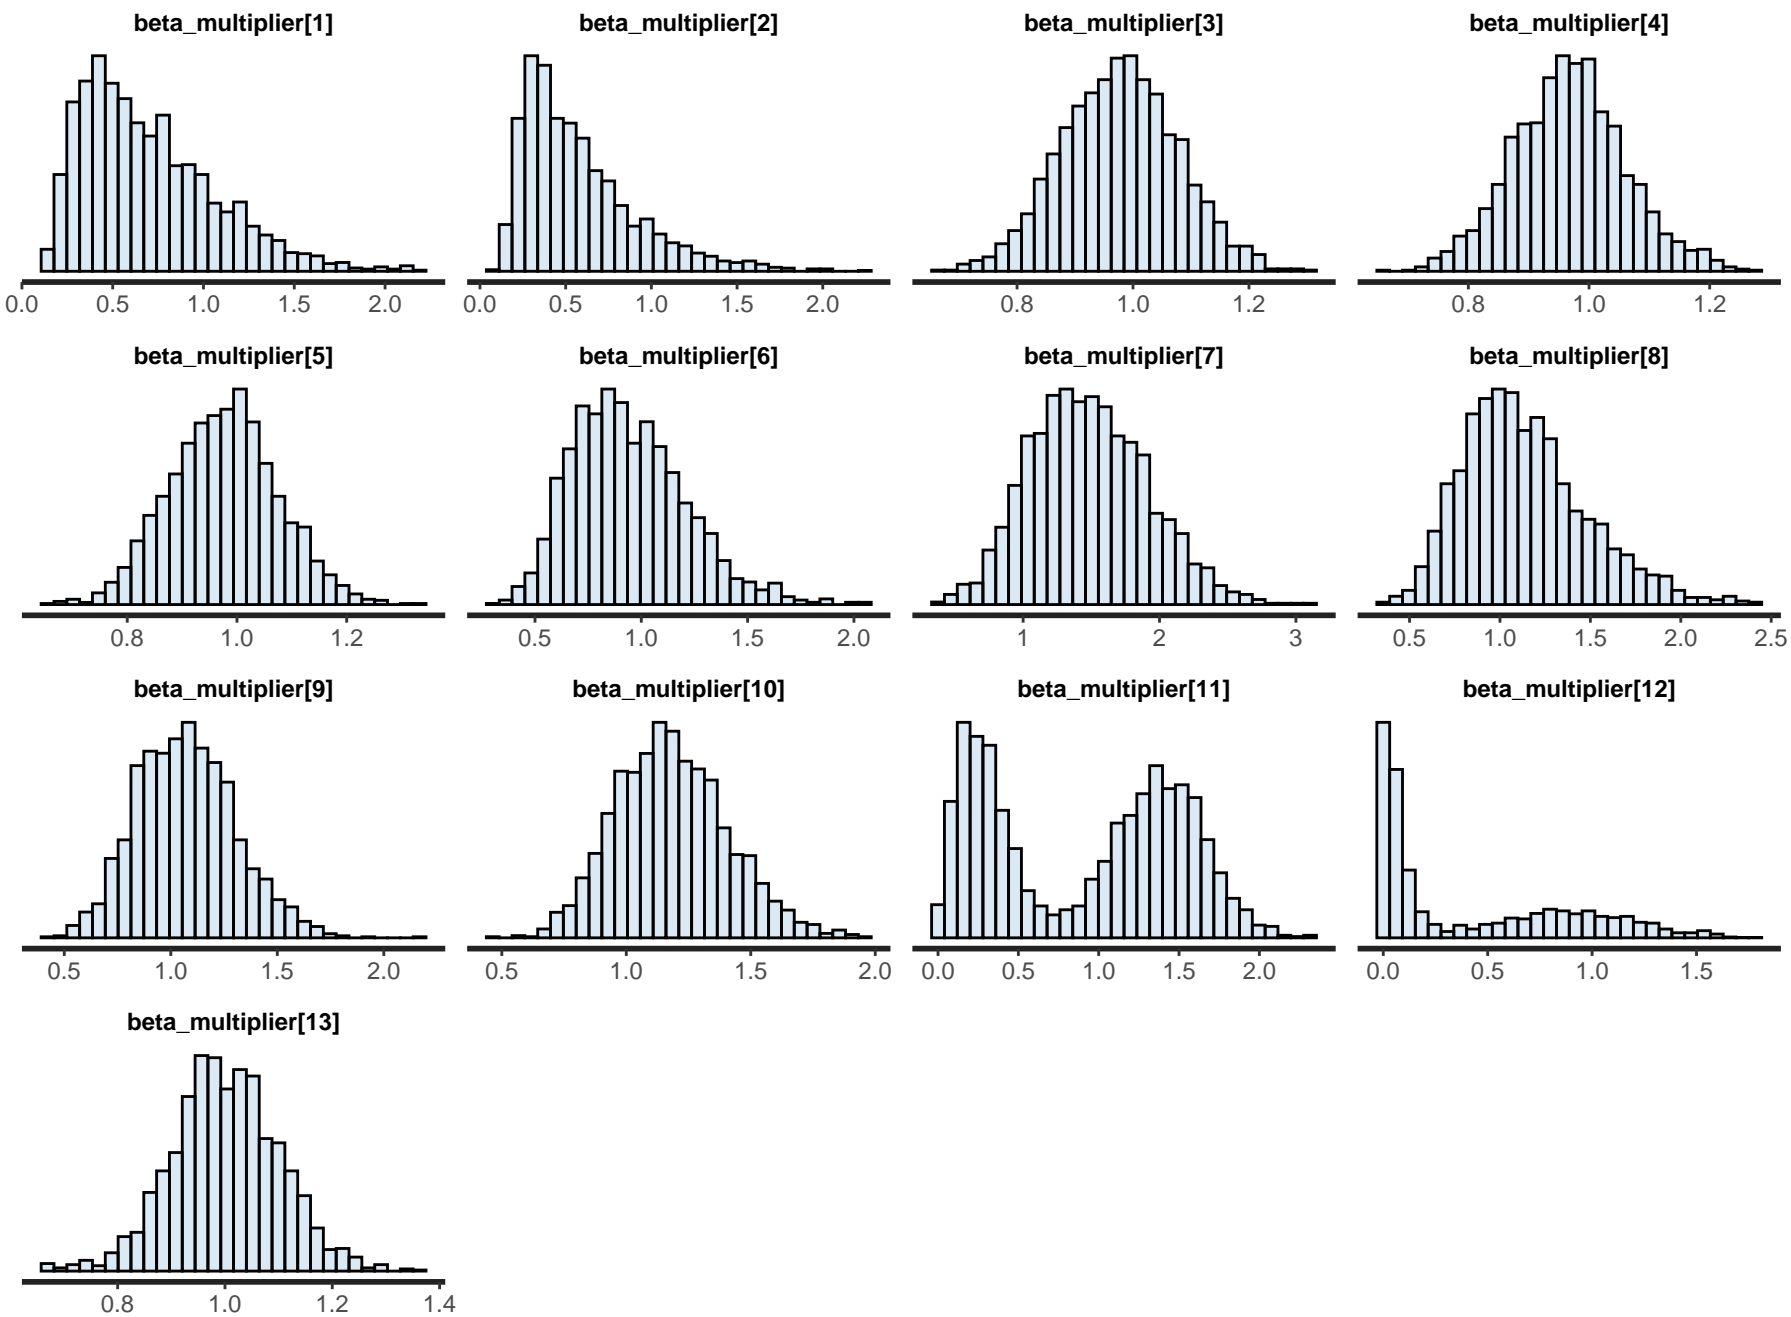 beta_multiplier[1] beta_multiplier[2] beta_multiplier[3] beta_multiplier[4]
0.0 0.5 1.0 1.5 2.0 0.0 0.5 1.0 1.5 2.0 0.8 1.0 1.2 0.8 1.0 1.2
beta_multiplier[5] beta_multiplier[6] beta_multiplier[7] beta_multiplier[8]
0.8 1.0 1.2 0.5 1.0 1.5 2.0 1 2 3 0.5 1.0 1.5 2.0 2.5
beta_multiplier[9] beta_multiplier[10] beta_multiplier[11] beta_multiplier[12]
0.5 1.0 1.5 2.0 0.5 1.0 1.5 2.0 0.0 0.5 1.0 1.5 2.0 0.0 0.5 1.0 1.5
beta_multiplier[13]
0.8 1.0 1.2 1.4